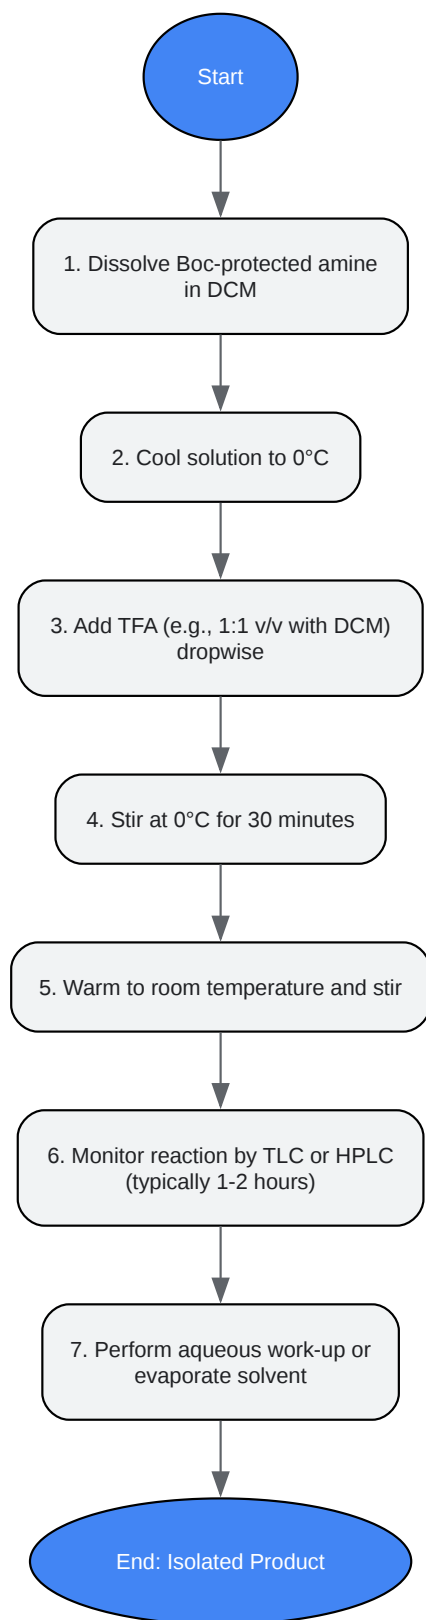 Start
1. Dissolve Boc-protected amine
in DCM
2. Cool solution to 0°C
3. Add TFA (e.g., 1:1 v/v with DCM)
dropwise
4. Stir at 0°C for 30 minutes
5. Warm to room temperature and stir
6. Monitor reaction by TLC or HPLC
(typically 1-2 hours)
7. Perform aqueous work-up or
evaporate solvent
End: Isolated Product